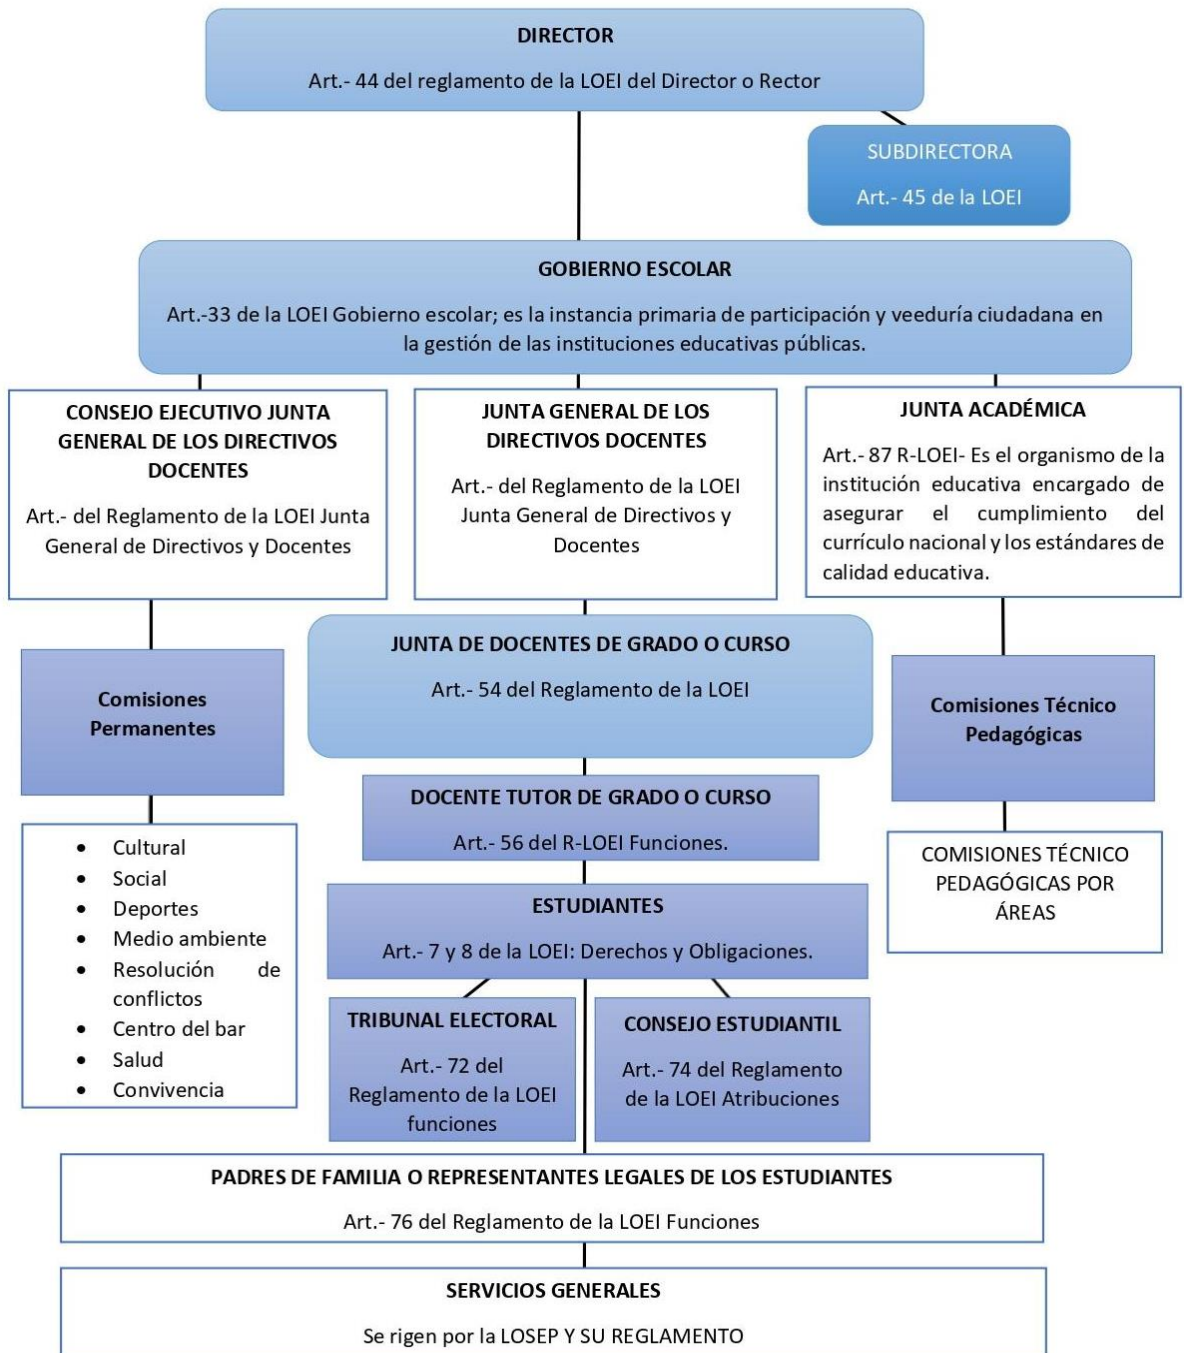 DIRECTOR
Art.- 44 del reglamento de la LOEI del Director o Rector
SUBDIRECTORA
Art.- 45 de la LOEI
GOBIERNO ESCOLAR
Art.-33 de la LOEI Gobierno escolar; es la instancia primaria de participación y veeduría ciudadana en
la gestión de las instituciones educativas públicas.
CONSEJO EJECUTIVO JUNTA
GENERAL DE LOS DIRECTIVOS
DOCENTES
Art.- del Reglamento de la LOEI Junta
General de Directivos y Docentes
JUNTA GENERAL DE LOS
DIRECTIVOS DOCENTES
Art.- del Reglamento de la LOEI
Junta General de Directivos y
Docentes
JUNTA ACADÉMICA
Art.- 87 R-LOEI- Es el organismo de la
institución educativa encargado de
asegurar el cumplimiento del
currículo nacional y los estándares de
calidad educativa.
Comisiones
Permanentes
JUNTA DE DOCENTES DE GRADO O CURSO
Art.- 54 del Reglamento de la LOEI
Comisiones Técnico
Pedagógicas
DOCENTE TUTOR DE GRADO O CURSO
Art.- 56 del R-LOEI Funciones.
• Cultural
• Social
• Deportes
• Medio ambiente
• Resolución de
conflictos
• Centro del bar
• Salud
• Convivencia
COMISIONES TÉCNICO
PEDAGÓGICAS POR
ÁREAS
ESTUDIANTES
Art.- 7 y 8 de la LOEI: Derechos y Obligaciones.
TRIBUNAL ELECTORAL
Art.- 72 del
Reglamento de la LOEI
funciones
CONSEJO ESTUDIANTIL
Art.- 74 del Reglamento
de la LOEI Atribuciones
PADRES DE FAMILIA O REPRESENTANTES LEGALES DE LOS ESTUDIANTES
Art.- 76 del Reglamento de la LOEI Funciones
SERVICIOS GENERALES
Se rigen por la LOSEP Y SU REGLAMENTO